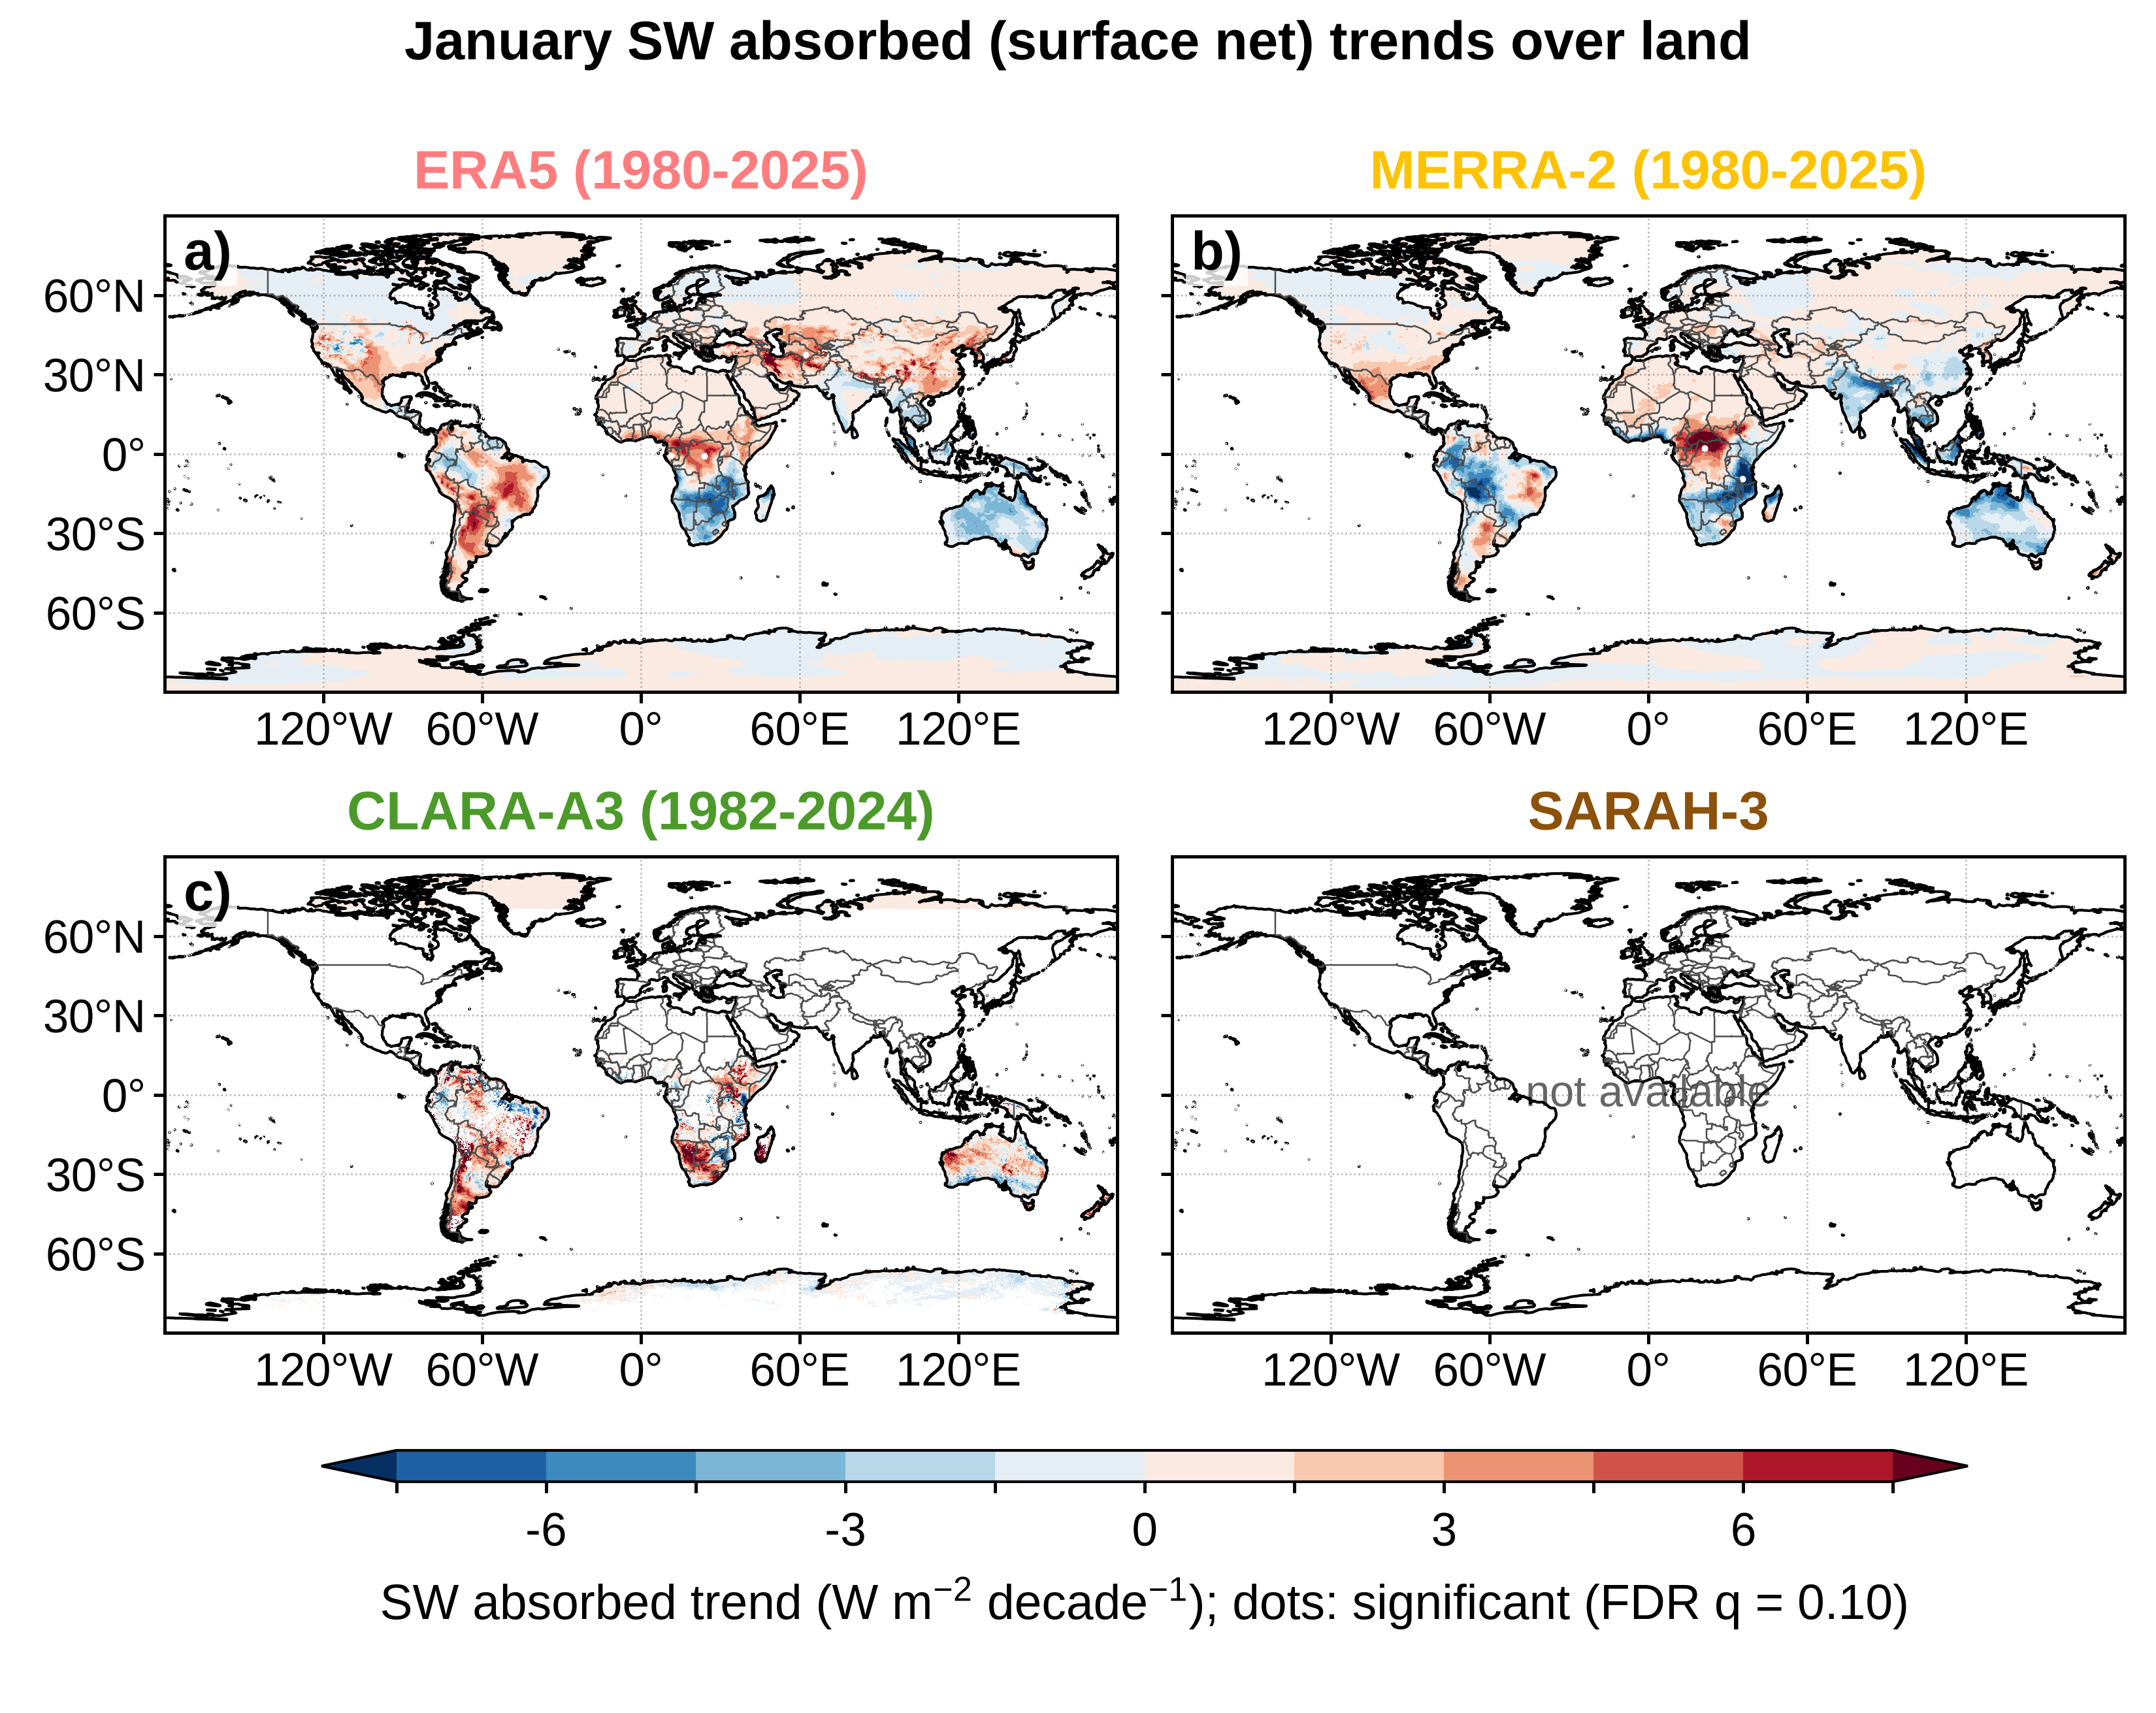 January SW absorbed (surface net) trends over land
ERA5 (1980-2025)
MERRA-2 (1980-2025)
a)
60°N
30°N
0°
30°S
60°S
120°W 60°W 0° 60°E 120°E
b)
120°W 60°W 0° 60°E 120°E
CLARA-A3 (1982-2024)
SARAH-3
c)
60°N
30°N
0°
30°S
60°S
120°W 60°W 0° 60°E 120°E
not available
120°W 60°W 0° 60°E 120°E
-6 -3 0 3 6
SW absorbed trend (W m⁻² decade⁻¹); dots: significant (FDR q = 0.10)